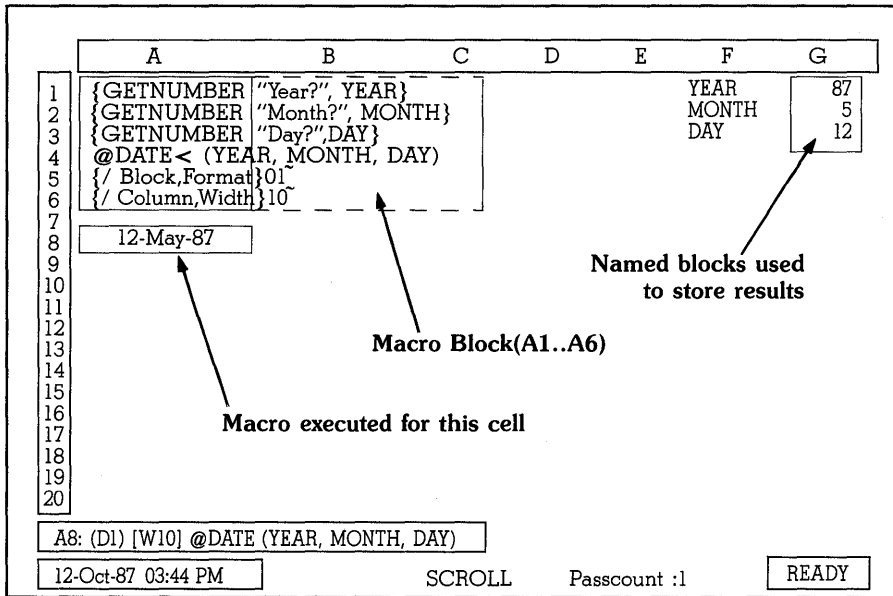 A B C D E F G
1 {GETNUMBER "Year?", YEAR} YEAR 87
2 {GETNUMBER "Month?", MONTH} MONTH 5
3 {GETNUMBER "Day?",DAY} DAY 12
4 @DATE< (YEAR, MONTH, DAY)
5 {/ Block,Format}01~
6 {/ Column,Width}10~
7
8 12-May-87
9
10
11
12
13
14
15
16
17
18
19
20
Named blocks used
to store results
Macro Block(A1..A6)
Macro executed for this cell
A8: (D1) [W10] @DATE (YEAR, MONTH, DAY)
12-Oct-87 03:44 PM SCROLL Passcount :1 READY